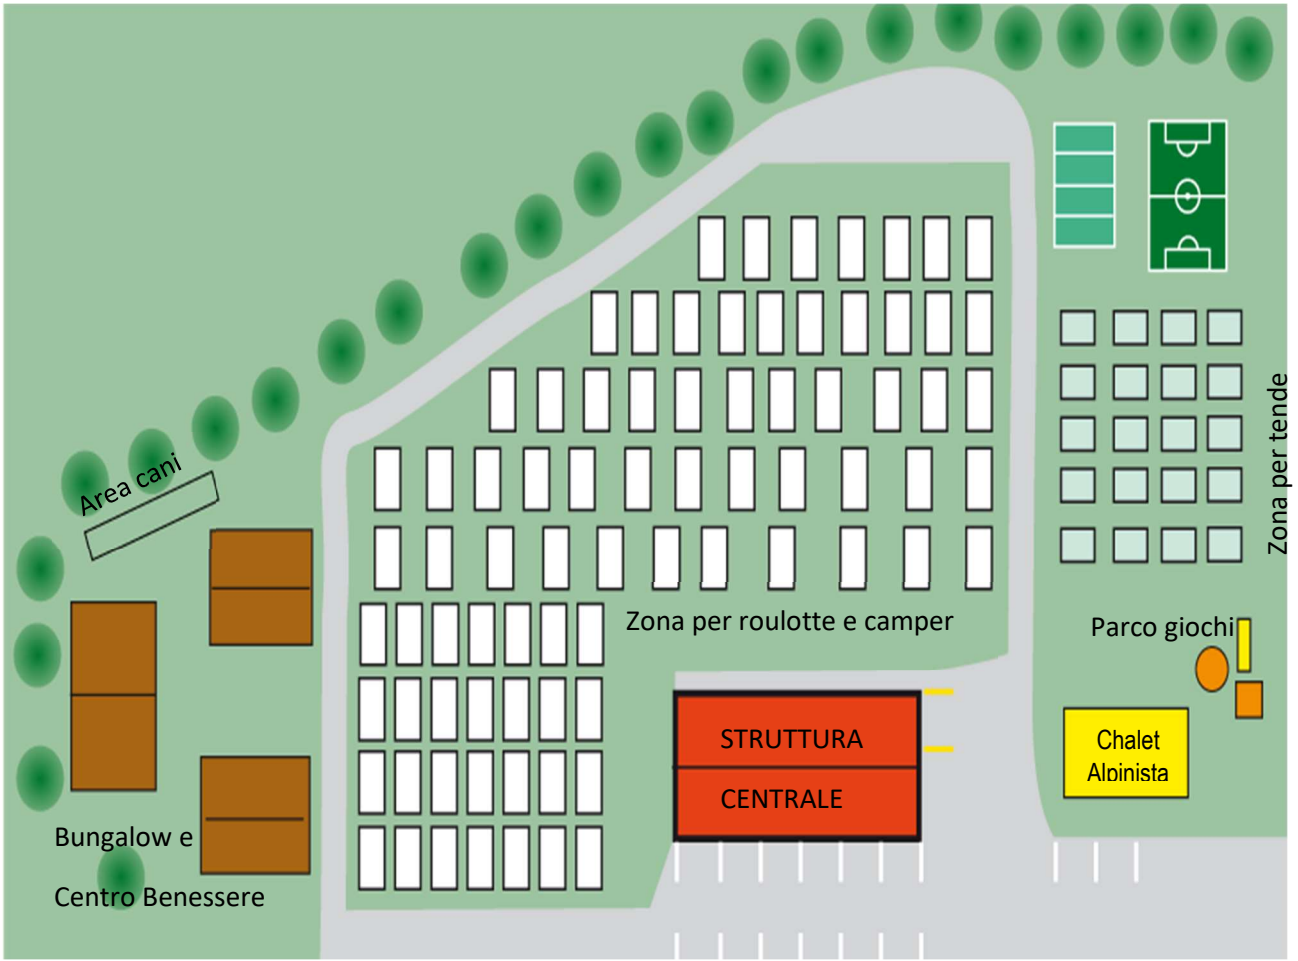 Area cani
Zona per tende
Zona per roulotte e camper
Parco giochi
STRUTTURA
CENTRALE
Chalet
Alpinista
Bungalow e
Centro Benessere